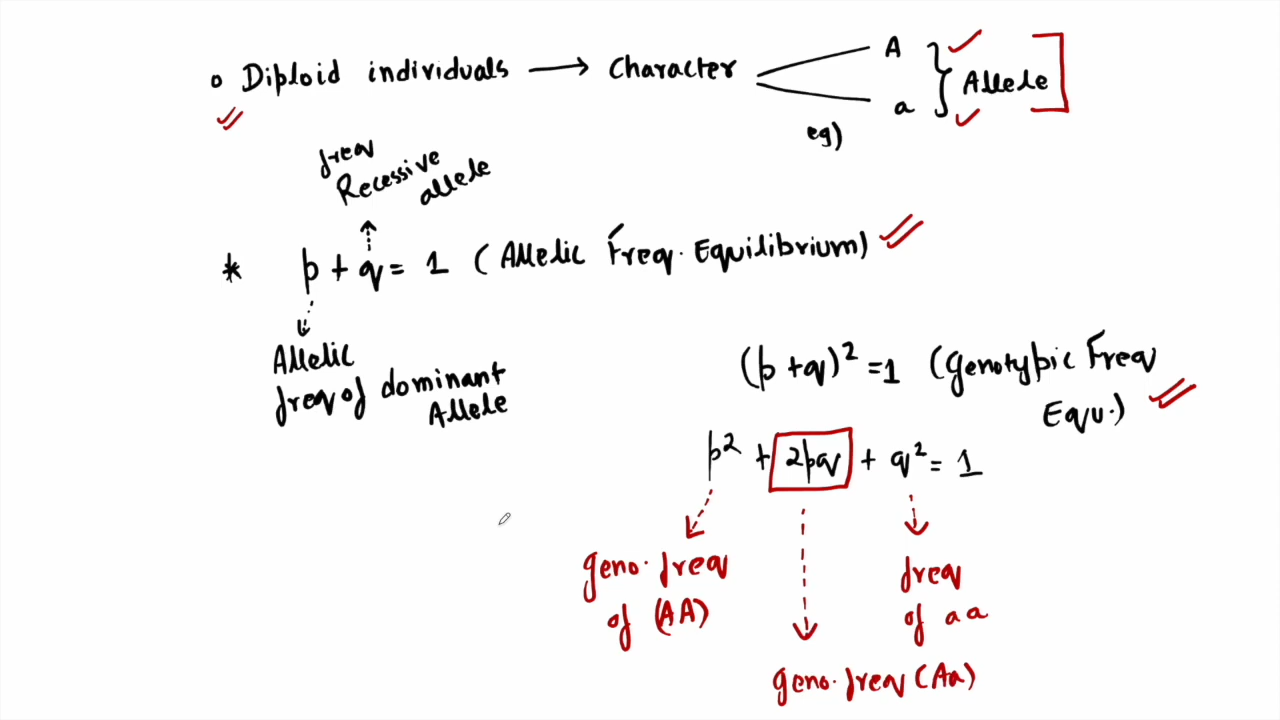 o Diploid individuals → Character
A
a
} Allele
eg)
freq
Recessive
allele
* p + q = 1 (Allelic Freq. Equilibrium)
Allelic
freq of dominant
Allele
(p + q)² = 1 (Genotypic Freq
Equ.)
p² + 2pq + q² = 1
geno. freq
of (AA)
freq
of aa
geno. freq (Aa)